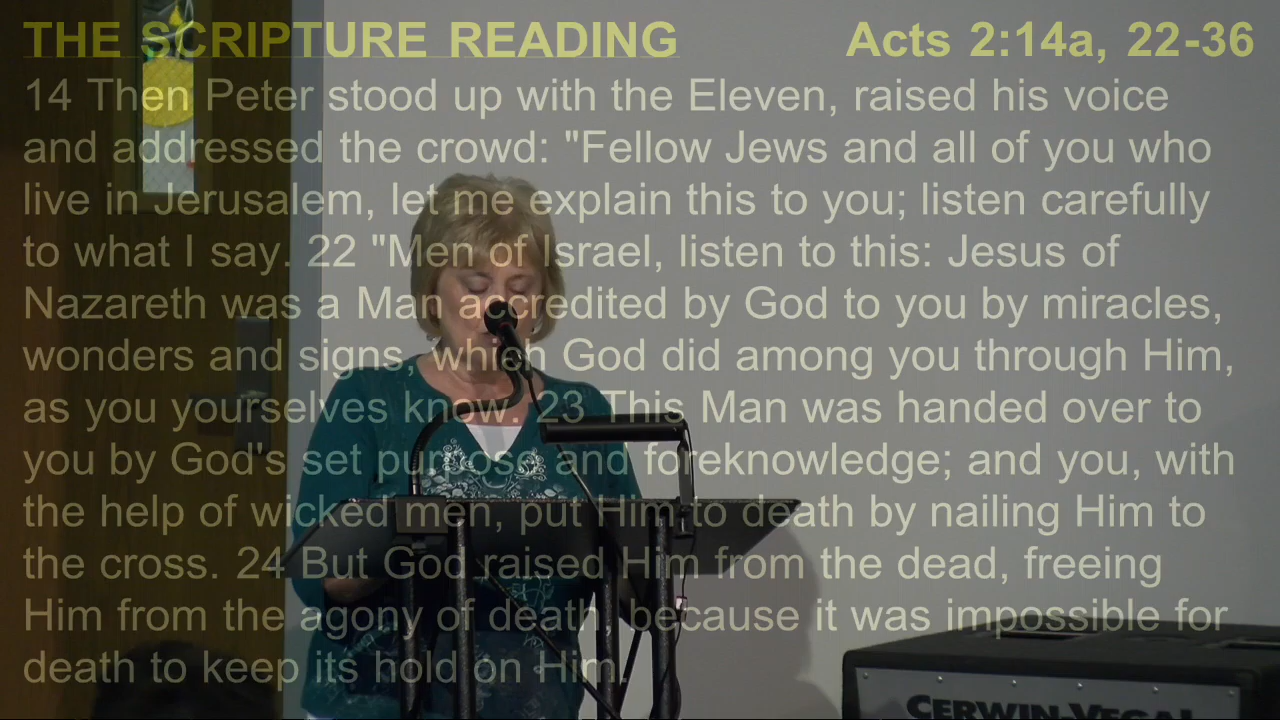 THE SCRIPTURE READING Acts 2:14a, 22-36
14 Then Peter stood up with the Eleven, raised his voice
and addressed the crowd: "Fellow Jews and all of you who
live in Jerusalem, let me explain this to you; listen carefully
to what I say. 22 "Men of Israel, listen to this: Jesus of
Nazareth was a Man accredited by God to you by miracles,
wonders and signs, which God did among you through Him,
as you yourselves know. 23 This Man was handed over to
you by God's set purpose and foreknowledge; and you, with
the help of wicked men, put Him to death by nailing Him to
the cross. 24 But God raised Him from the dead, freeing
Him from the agony of death, because it was impossible for
death to keep its hold on Him.
CERWIN-VEGA!